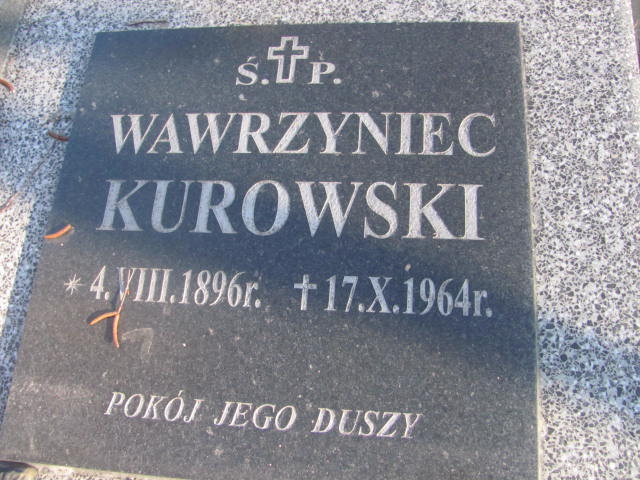 Ś. P.
WAWRZYNIEC
KUROWSKI
* 4.VIII.1896r. †17.X.1964r.
POKÓJ JEGO DUSZY